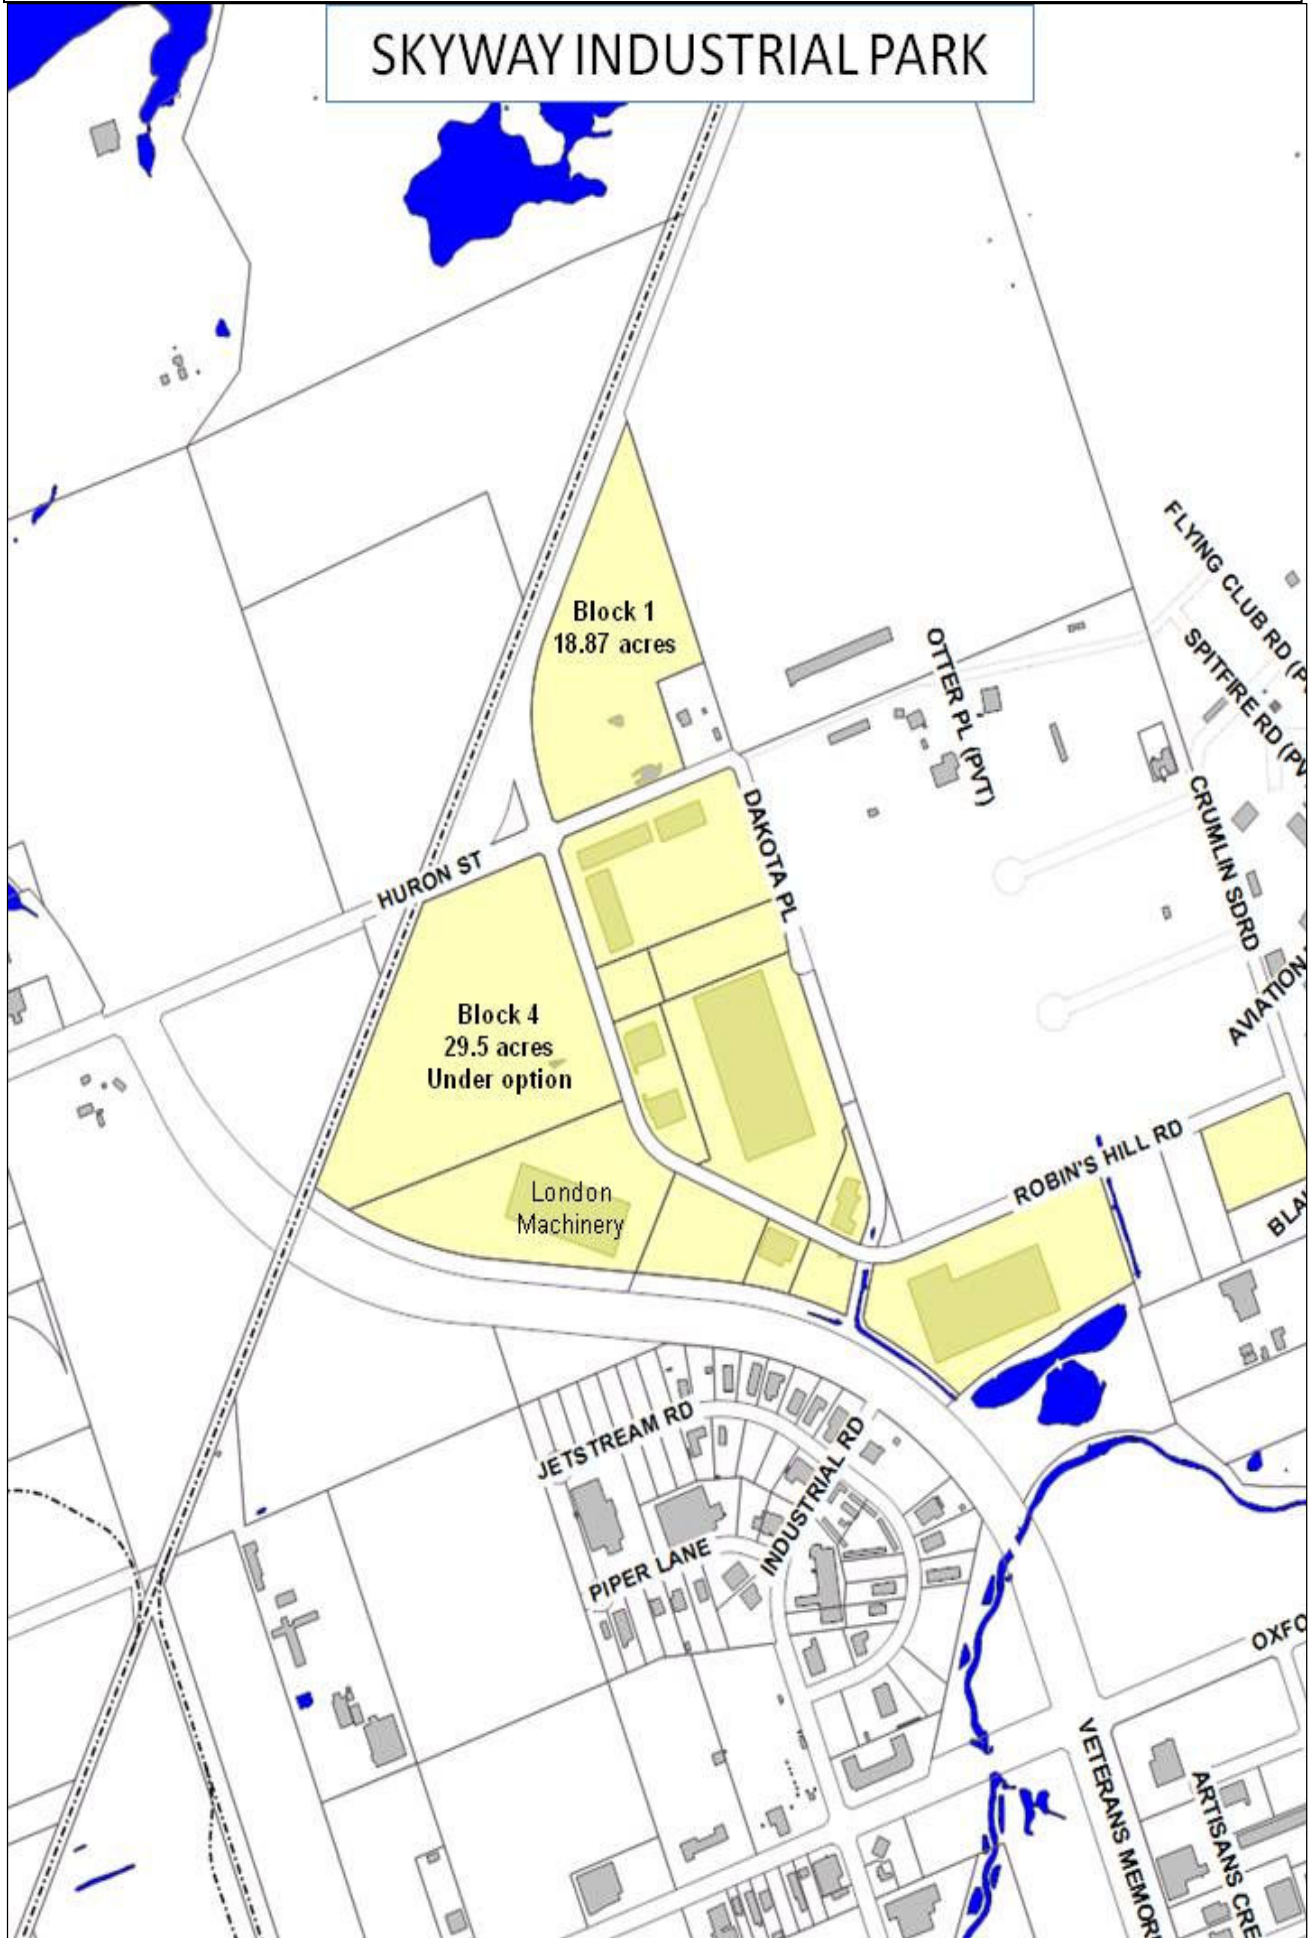 SKYWAY INDUSTRIAL PARK
FLYING CLUB RD (P
Block 1
18.87 acres
OTTER PL (PVT)
SPITFIRE RD (PV
DAKOTA PL
CRUMLIN SDRD
HURON ST
AVIATION
Block 4
29.5 acres
Under option
ROBIN'S HILL RD
London
Machinery
BLA
JETSTREAM RD
INDUSTRIAL RD
PIPER LANE
OXFO
VETERANS MEMOR
ARTISANS CRE